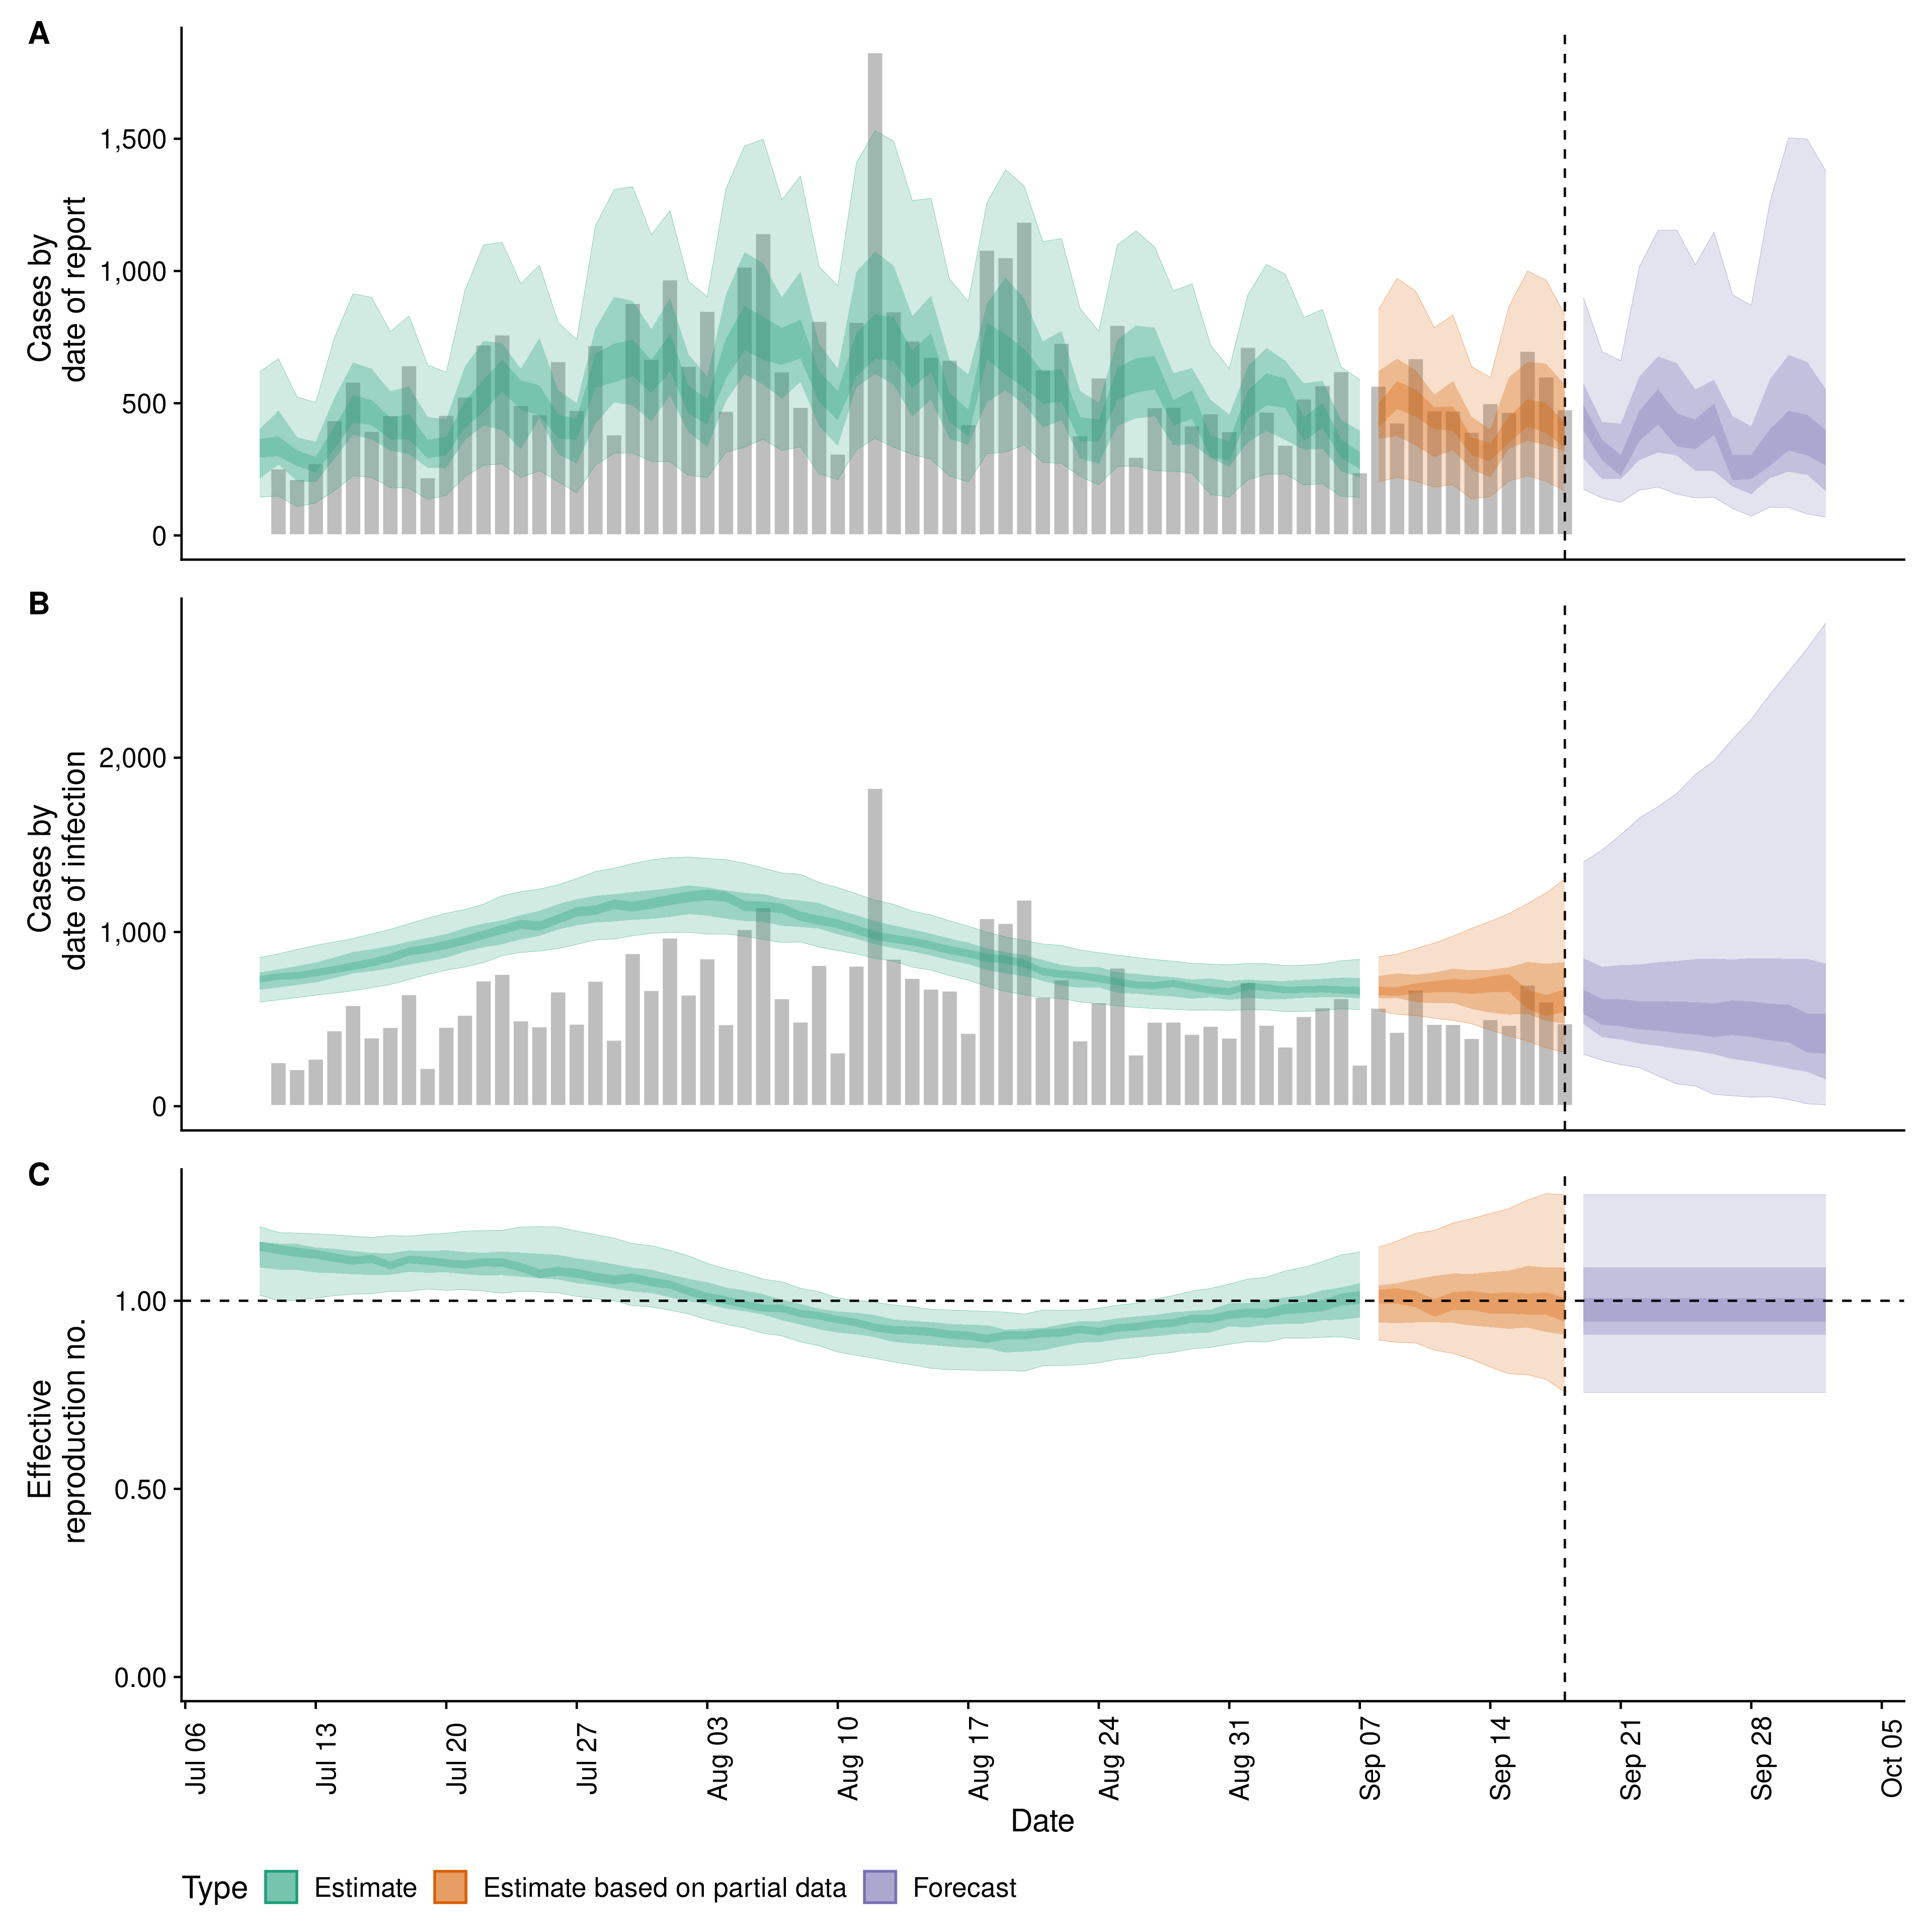 A
Cases by
date of report
1,500
1,000
500
0
B
Cases by
date of infection
2,000
1,000
0
C
Effective
reproduction no.
1.00
0.50
0.00
Jul 06
Jul 13
Jul 20
Jul 27
Aug 03
Aug 10
Aug 17
Aug 24
Aug 31
Sep 07
Sep 14
Sep 21
Sep 28
Oct 05
Date
Type Estimate Estimate based on partial data Forecast